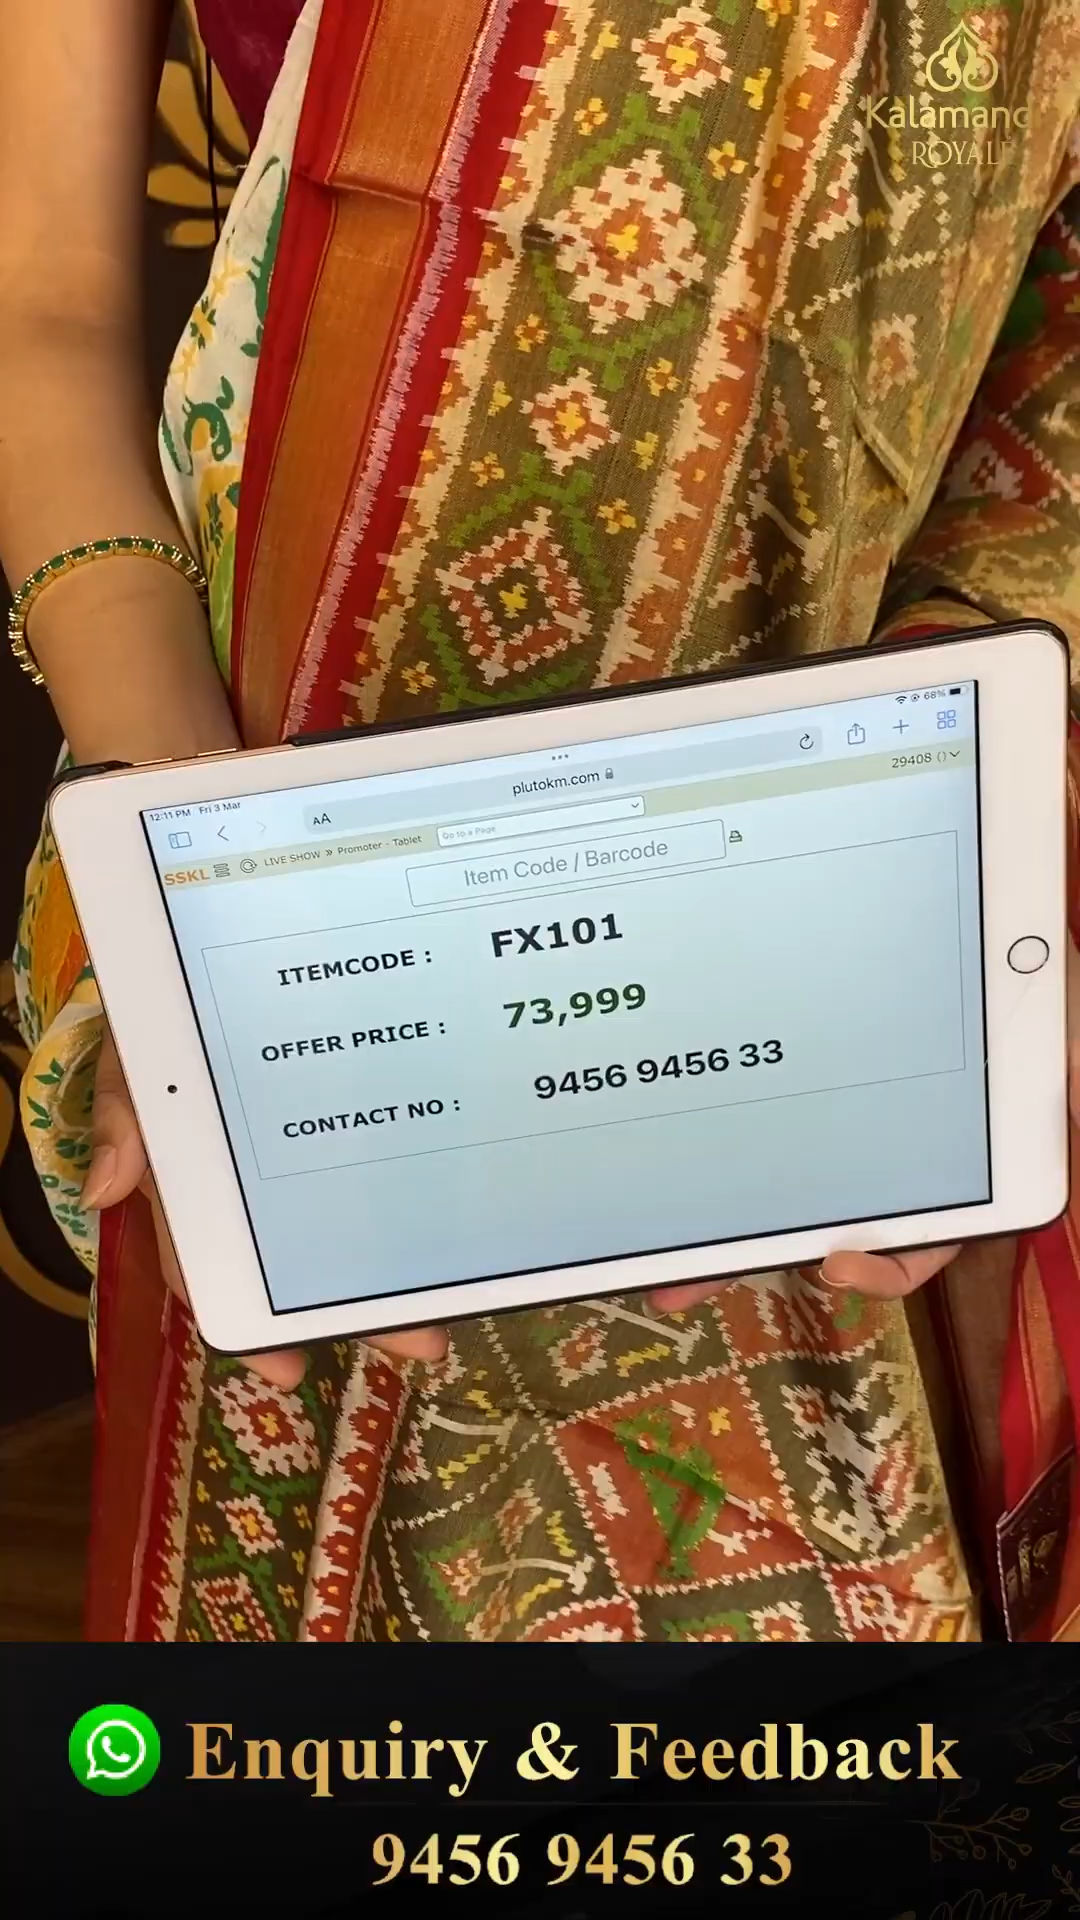 Kalamand
ROYALE
12:11 PM Fri 3 Mar
68%
AA
plutokm.com
SSKL
LIVE SHOW » Promoter - Tablet
Go to a Page
29408 ()
Item Code / Barcode
ITEMCODE : FX101
OFFER PRICE : 73,999
CONTACT NO : 9456 9456 33
Enquiry & Feedback
9456 9456 33